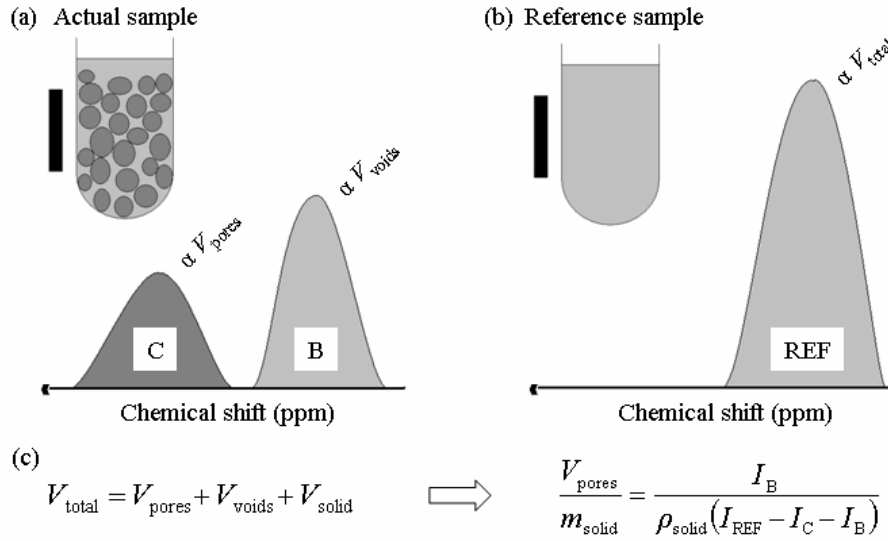 (a) Actual sample
α V_pores
α V_voids
C
B
Chemical shift (ppm)
(b) Reference sample
α V_total
REF
Chemical shift (ppm)
(c)
V_total = V_pores + V_voids + V_solid ⇨ V_pores / m_solid = I_B / ρ_solid (I_REF − I_C − I_B)